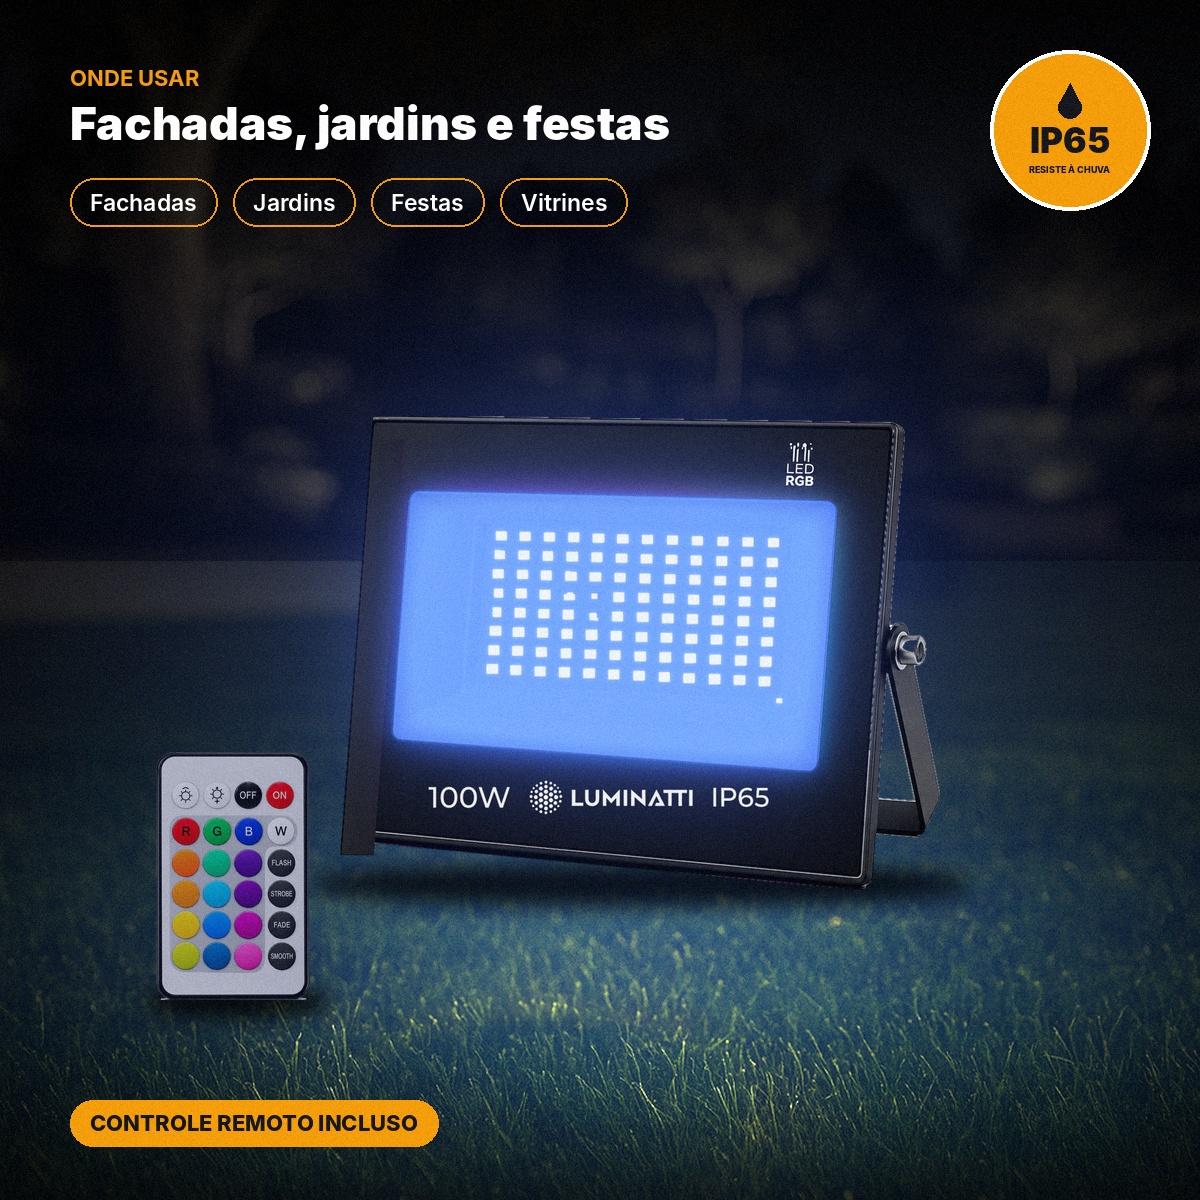 ONDE USAR
Fachadas, jardins e festas
Fachadas Jardins Festas Vitrines
IP65
RESISTE À CHUVA
LED
RGB
100W LUMINATTI IP65
OFF ON
R G B W
FLASH
STROBE
FADE
SMOOTH
CONTROLE REMOTO INCLUSO